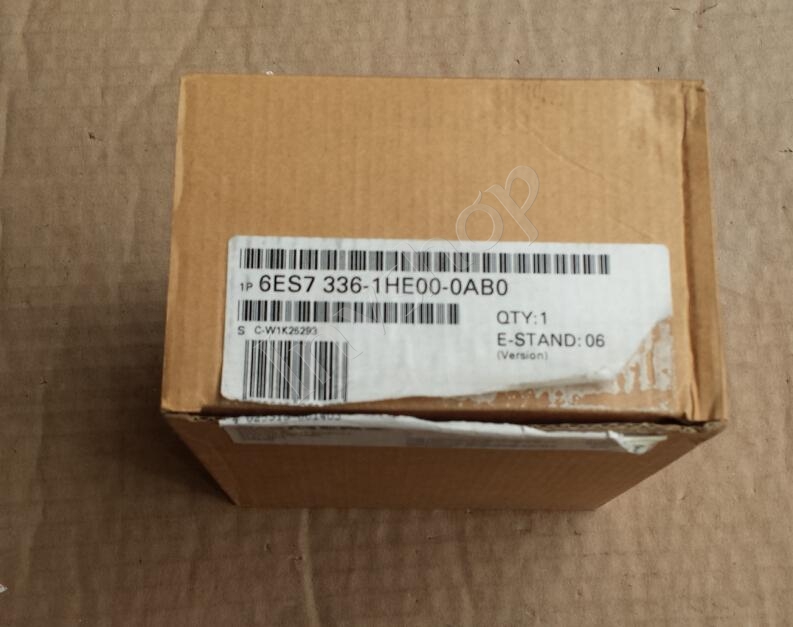 1P 6ES7 336-1HE00-0AB0
S C-W1K26293
QTY:1
E-STAND: 06
(Version)